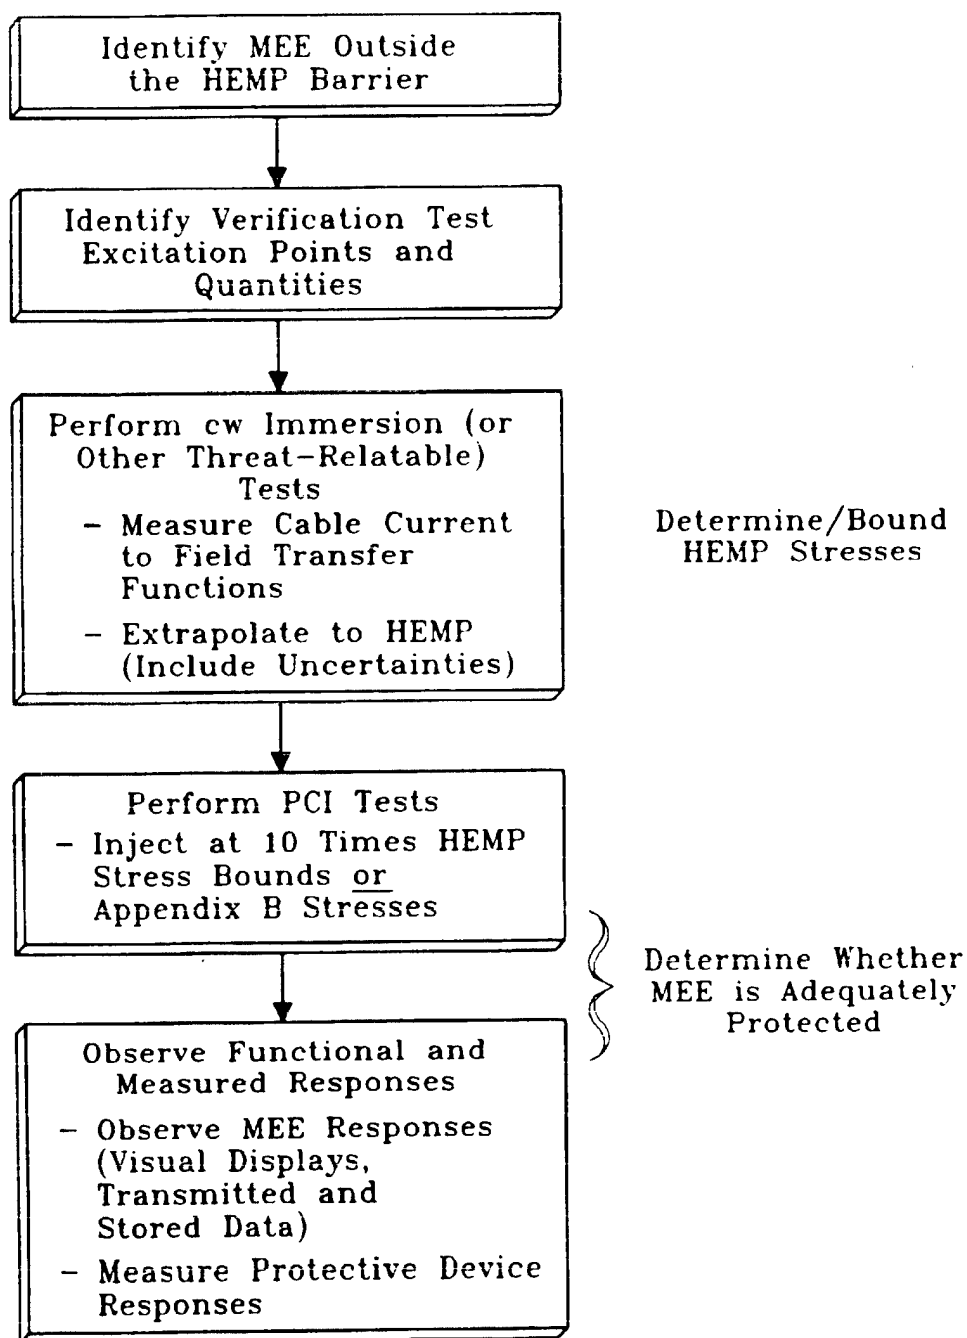 Identify MEE Outside
the HEMP Barrier
Identify Verification Test
Excitation Points and
Quantities
Perform cw Immersion (or
Other Threat-Relatable)
Tests
- Measure Cable Current
to Field Transfer
Functions
- Extrapolate to HEMP
(Include Uncertainties)
Determine/Bound
HEMP Stresses
Perform PCI Tests
- Inject at 10 Times HEMP
Stress Bounds or
Appendix B Stresses
Determine Whether
MEE is Adequately
Protected
Observe Functional and
Measured Responses
- Observe MEE Responses
(Visual Displays,
Transmitted and
Stored Data)
- Measure Protective Device
Responses